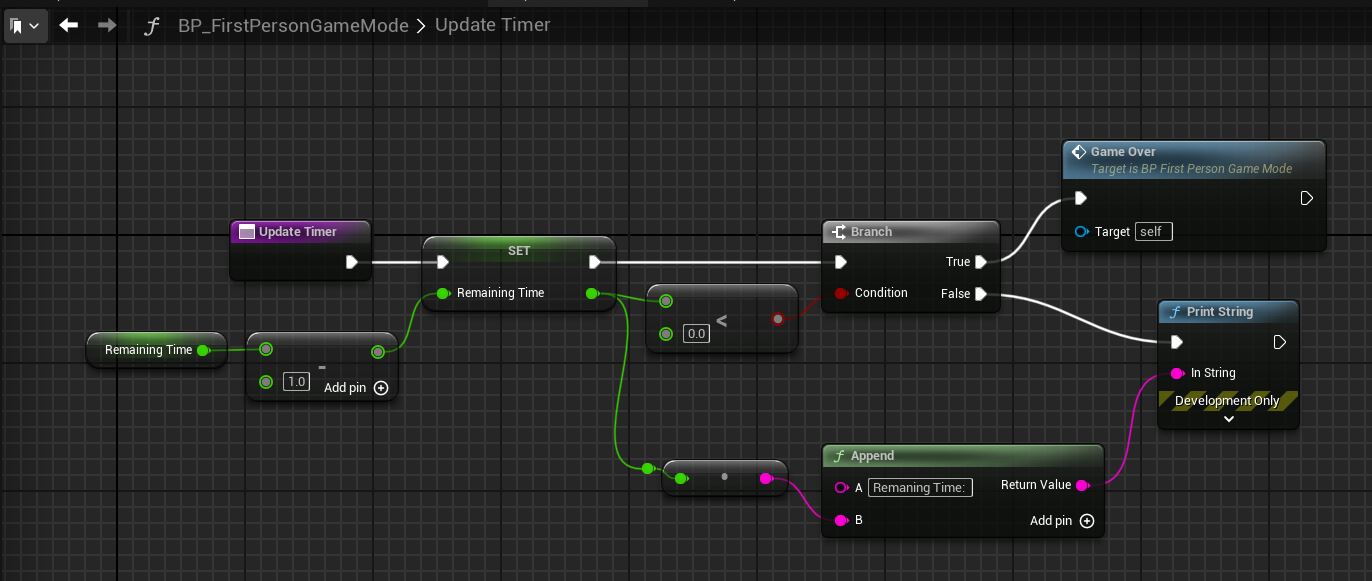 BP_FirstPersonGameMode > Update Timer
Game Over
Target is BP First Person Game Mode
Target self
Update Timer
SET
Remaining Time
Branch
True
Condition
False
<
0.0
Remaining Time
-
1.0
Add pin
Print String
In String
Development Only
Append
A Remaning Time:
Return Value
B
Add pin